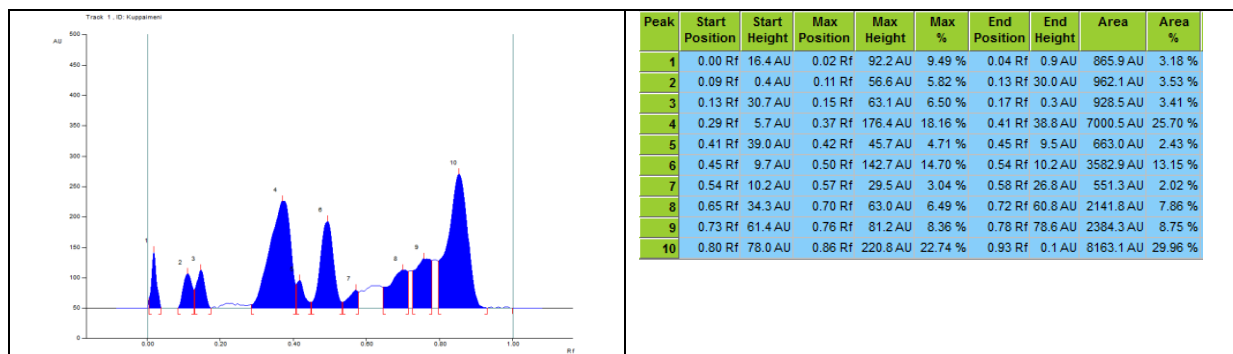 Track 1 , ID: Kuppaimeni
500
AU
450
400
350
300
250
200
150
100
50
0
0.00 0.20 0.40 0.60 0.80 1.00
Rf
1
2
3
4
6
7
8
9
10
Peak Start Position Start Height Max Position Max Height Max % End Position End Height Area Area %
1 0.00 Rf 16.4 AU 0.02 Rf 92.2 AU 9.49 % 0.04 Rf 0.9 AU 865.9 AU 3.18 %
2 0.09 Rf 0.4 AU 0.11 Rf 56.6 AU 5.82 % 0.13 Rf 30.0 AU 962.1 AU 3.53 %
3 0.13 Rf 30.7 AU 0.15 Rf 63.1 AU 6.50 % 0.17 Rf 0.3 AU 928.5 AU 3.41 %
4 0.29 Rf 5.7 AU 0.37 Rf 176.4 AU 18.16 % 0.41 Rf 38.8 AU 7000.5 AU 25.70 %
5 0.41 Rf 39.0 AU 0.42 Rf 45.7 AU 4.71 % 0.45 Rf 9.5 AU 663.0 AU 2.43 %
6 0.45 Rf 9.7 AU 0.50 Rf 142.7 AU 14.70 % 0.54 Rf 10.2 AU 3582.9 AU 13.15 %
7 0.54 Rf 10.2 AU 0.57 Rf 29.5 AU 3.04 % 0.58 Rf 26.8 AU 551.3 AU 2.02 %
8 0.65 Rf 34.3 AU 0.70 Rf 63.0 AU 6.49 % 0.72 Rf 60.8 AU 2141.8 AU 7.86 %
9 0.73 Rf 61.4 AU 0.76 Rf 81.2 AU 8.36 % 0.78 Rf 78.6 AU 2384.3 AU 8.75 %
10 0.80 Rf 78.0 AU 0.86 Rf 220.8 AU 22.74 % 0.93 Rf 0.1 AU 8163.1 AU 29.96 %